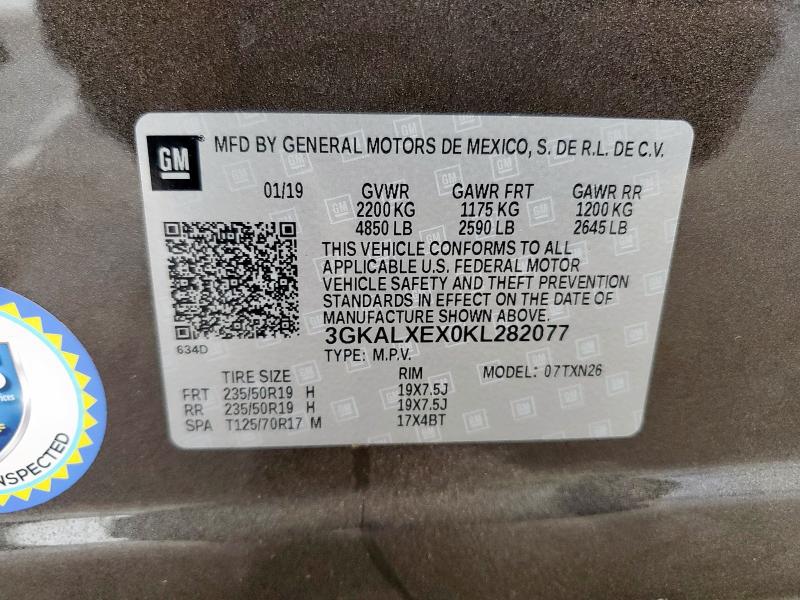 GM
MFD BY GENERAL MOTORS DE MEXICO, S. DE R.L. DE C.V.
01/19 GVWR GAWR FRT GAWR RR
2200 KG 1175 KG 1200 KG
4850 LB 2590 LB 2645 LB
THIS VEHICLE CONFORMS TO ALL
APPLICABLE U.S. FEDERAL MOTOR
VEHICLE SAFETY AND THEFT PREVENTION
STANDARDS IN EFFECT ON THE DATE OF
MANUFACTURE SHOWN ABOVE.
634D
3GKALXEX0KL282077
TYPE: M.P.V.
TIRE SIZE RIM MODEL: 07TXN26
FRT 235/50R19 H 19X7.5J
RR 235/50R19 H 19X7.5J
SPA T125/70R17 M 17X4BT